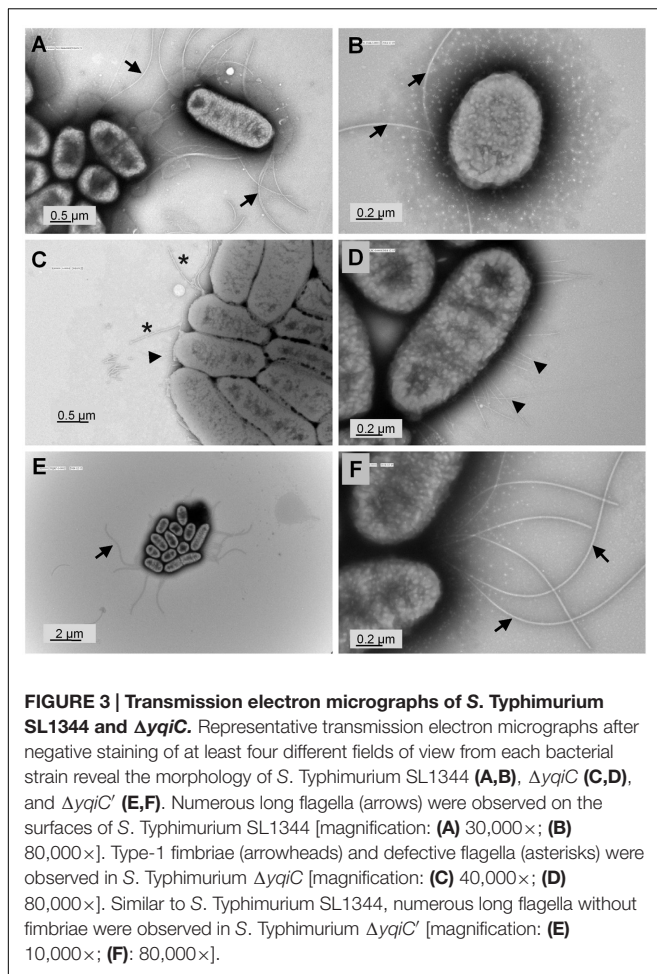 A
B
0.5 µm
0.2 µm
C
*
*
D
0.5 µm
0.2 µm
E
F
2 µm
0.2 µm
FIGURE 3 | Transmission electron micrographs of S. Typhimurium
SL1344 and ΔyqiC. Representative transmission electron micrographs after
negative staining of at least four different fields of view from each bacterial
strain reveal the morphology of S. Typhimurium SL1344 (A,B), ΔyqiC (C,D),
and ΔyqiC′ (E,F). Numerous long flagella (arrows) were observed on the
surfaces of S. Typhimurium SL1344 [magnification: (A) 30,000×; (B)
80,000×]. Type-1 fimbriae (arrowheads) and defective flagella (asterisks) were
observed in S. Typhimurium ΔyqiC [magnification: (C) 40,000×; (D)
80,000×]. Similar to S. Typhimurium SL1344, numerous long flagella without
fimbriae were observed in S. Typhimurium ΔyqiC′ [magnification: (E)
10,000×; (F): 80,000×].